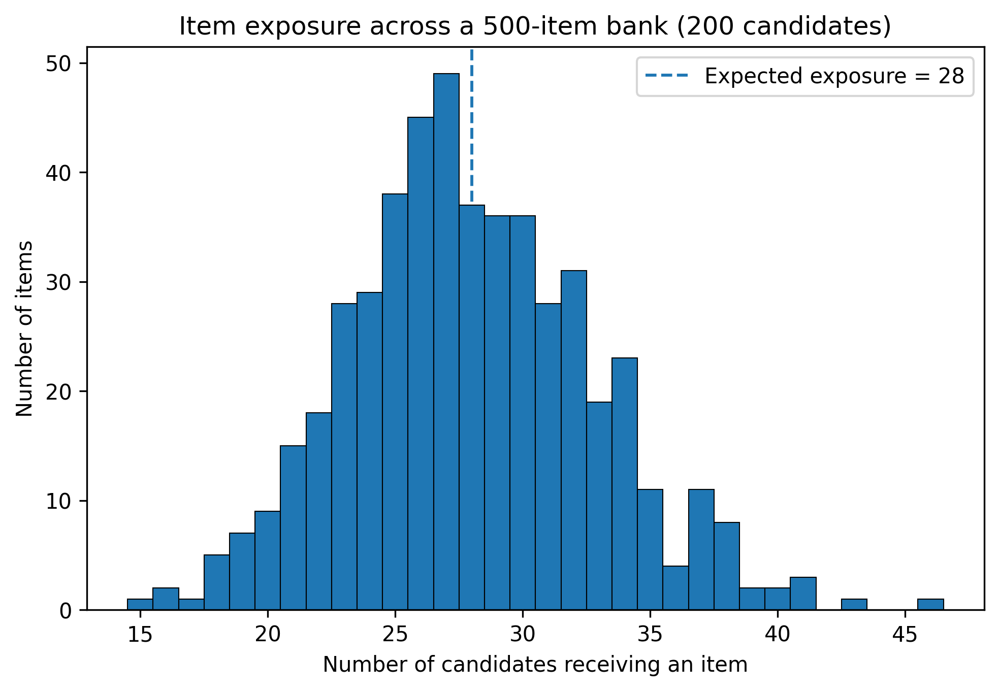 Item exposure across a 500-item bank (200 candidates)
Expected exposure = 28
50
40
30
20
10
0
Number of items
15 20 25 30 35 40 45
Number of candidates receiving an item